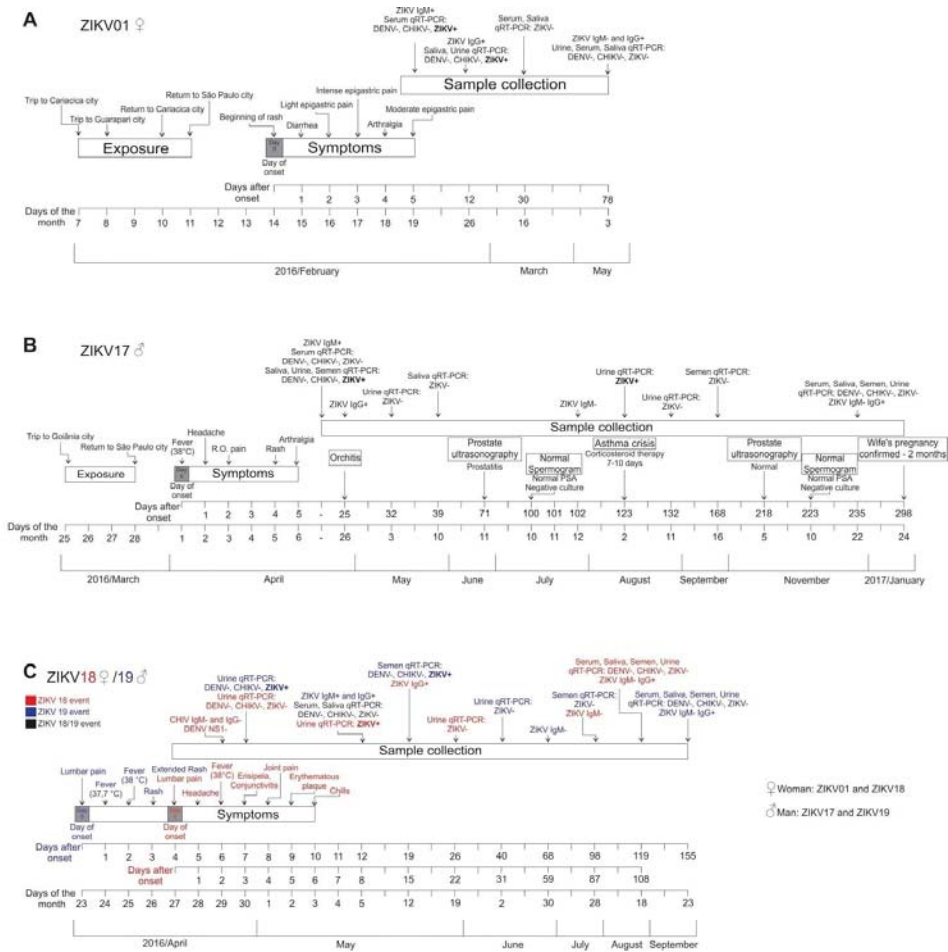 A
ZIKV01 ♀
ZIKV IgM+
Serum qRT-PCR:
DENV-, CHIKV-, ZIKV+
ZIKV IgG+
Saliva, Urine qRT-PCR:
DENV-, CHIKV-, ZIKV+
Serum, Saliva
qRT-PCR: ZIKV-
ZIKV IgM- and IgG+
Urine, Serum, Saliva qRT-PCR:
DENV-, CHIKV-, ZIKV-
Sample collection
Trip to Cariacica city
Trip to Guarapari city
Return to Cariacica city
Return to São Paulo city
Exposure
Beginning of rash
Diarrhea
Light epigastric pain
Intense epigastric pain
Arthralgia
Moderate epigastric pain
Symptoms
Day of
onset
Days after
onset
1 2 3 4 5 12 30 78
Days of the
month
7 8 9 10 11 12 13 14 15 16 17 18 19 26 16 3
2016/February March May
B
ZIKV17 ♂
ZIKV IgM+
Serum qRT-PCR:
DENV-, CHIKV-, ZIKV-
Saliva, Urine, Semen qRT-PCR:
DENV-, CHIKV-, ZIKV+
ZIKV IgG+
Urine qRT-PCR:
ZIKV-
Saliva qRT-PCR:
ZIKV-
ZIKV IgM-
Urine qRT-PCR:
ZIKV+
Urine qRT-PCR:
ZIKV-
Semen qRT-PCR:
ZIKV-
Serum, Saliva, Semen, Urine
qRT-PCR: DENV-, CHIKV-, ZIKV-
ZIKV IgM- IgG+
Sample collection
Trip to Goiânia city
Return to São Paulo city
Exposure
Fever
(38°C)
Headache
R.O. pain
Rash
Arthralgia
Symptoms
Day of
onset
Orchitis
Prostate
ultrasonography
Prostatitis
Normal
Spermogram
Normal PSA
Negative culture
Asthma crisis
Corticosteroid therapy
7-10 days
Prostate
ultrasonography
Normal
Normal
Spermogram
Normal PSA
Negative culture
Wife's pregnancy
confirmed - 2 months
Days after
onset
1 2 3 4 5 - 25 32 39 71 100 101 102 123 132 168 218 223 235 298
Days of the
month
25 26 27 28 1 2 3 4 5 6 - 26 3 10 11 10 11 12 2 11 16 5 10 22 24
2016/March April May June July August September November 2017/January
C
ZIKV18 ♀ /19 ♂
ZIKV 18 event
ZIKV 19 event
ZIKV 18/19 event
CHIV IgM- and IgG-
DENV NS1-
Urine qRT-PCR:
DENV-, CHIKV-, ZIKV+
Urine qRT-PCR:
DENV-, CHIKV-, ZIKV-
ZIKV IgM+ and IgG+
Serum, Saliva qRT-PCR:
DENV-, CHIKV-, ZIKV-
Urine qRT-PCR: ZIKV+
Semen qRT-PCR:
DENV-, CHIKV-, ZIKV+
ZIKV IgG+
Urine qRT-PCR:
ZIKV-
Urine qRT-PCR:
ZIKV-
ZIKV IgM-
Semen qRT-PCR:
ZIKV-
ZIKV IgM-
Serum, Saliva, Semen, Urine
qRT-PCR: DENV-, CHIKV-, ZIKV-
ZIKV IgM- IgG+
Serum, Saliva, Semen, Urine
qRT-PCR: DENV-, CHIKV-, ZIKV-
ZIKV IgM- IgG+
Sample collection
Lumbar pain
Fever
(37,7 °C)
Fever
(38 °C)
Rash
Extended Rash
Lumbar pain
Headache
Fever
(38°C)
Erisipela,
Conjunctivitis
Joint pain
Erythematous
plaque
Chills
Symptoms
Day of
onset
Day of
onset
♀ Woman: ZIKV01 and ZIKV18
♂ Man: ZIKV17 and ZIKV19
Days after
onset
1 2 3 4 5 6 7 8 9 10 11 12 19 26 40 68 98 119 155
Days after
onset
1 2 3 4 5 6 7 8 15 22 31 59 87 108
Days of the
month
23 24 25 26 27 28 29 30 1 2 3 4 5 12 19 2 30 28 18 23
2016/April May June July August September